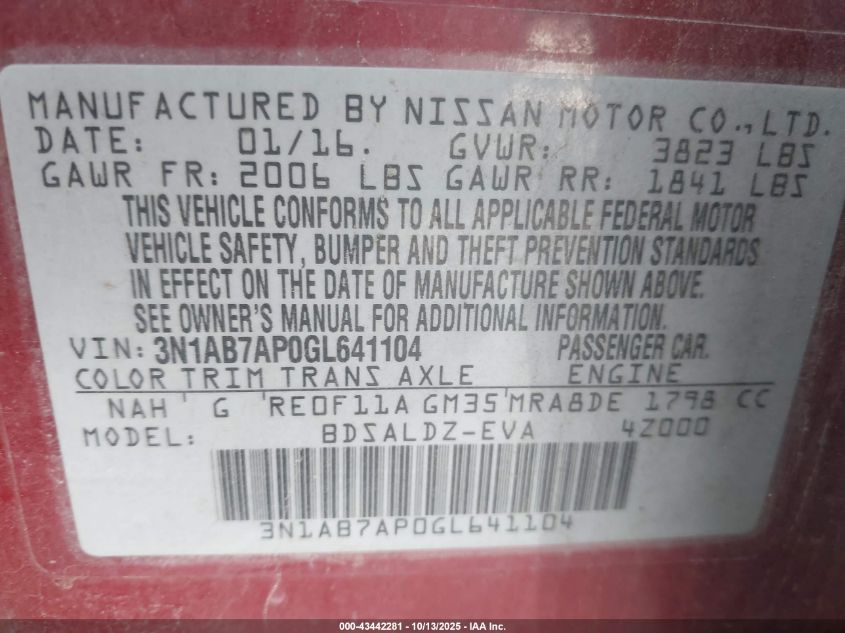 MANUFACTURED BY NISSAN MOTOR CO., LTD.
DATE: 01/16. GVWR: 3823 LBS
GAWR FR: 2006 LBS GAWR RR: 1841 LBS
THIS VEHICLE CONFORMS TO ALL APPLICABLE FEDERAL MOTOR
VEHICLE SAFETY, BUMPER AND THEFT PREVENTION STANDARDS
IN EFFECT ON THE DATE OF MANUFACTURE SHOWN ABOVE.
SEE OWNER'S MANUAL FOR ADDITIONAL INFORMATION.
VIN: 3N1AB7AP0GL641104 PASSENGER CAR.
COLOR TRIM TRANS AXLE ENGINE
NAH G RE0F11A GM35 MRA8DE 1798 CC
MODEL: BDSALDZ-EVA 4Z000
3N1AB7AP0GL641104
000-43442281 - 10/13/2025 - IAA Inc.